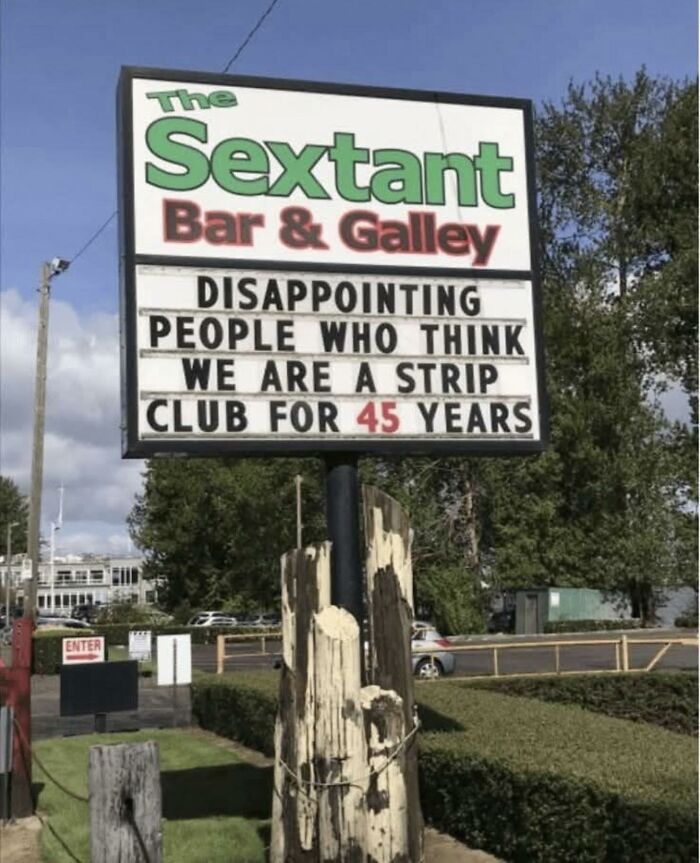 The
Sextant
Bar & Galley
DISAPPOINTING
PEOPLE WHO THINK
WE ARE A STRIP
CLUB FOR 45 YEARS
ENTER